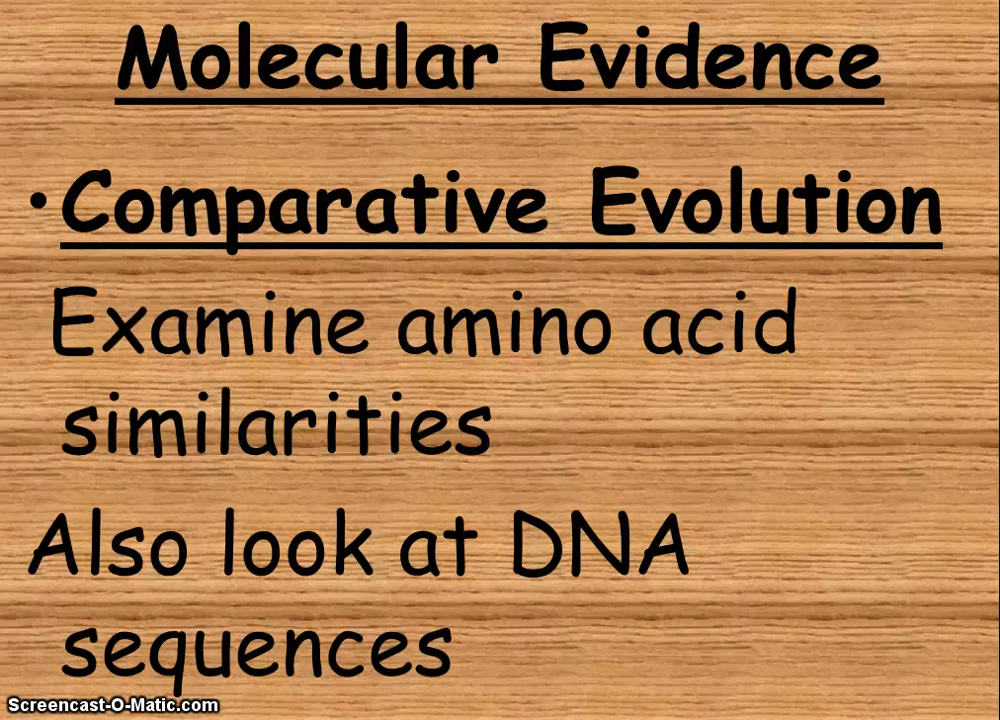 Molecular Evidence
•Comparative Evolution
Examine amino acid
similarities
Also look at DNA
sequences
Screencast-O-Matic.com